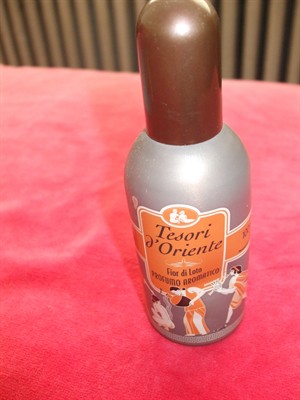 Tesori
d'Oriente
Fior di Loto
PROFUMO AROMATICO